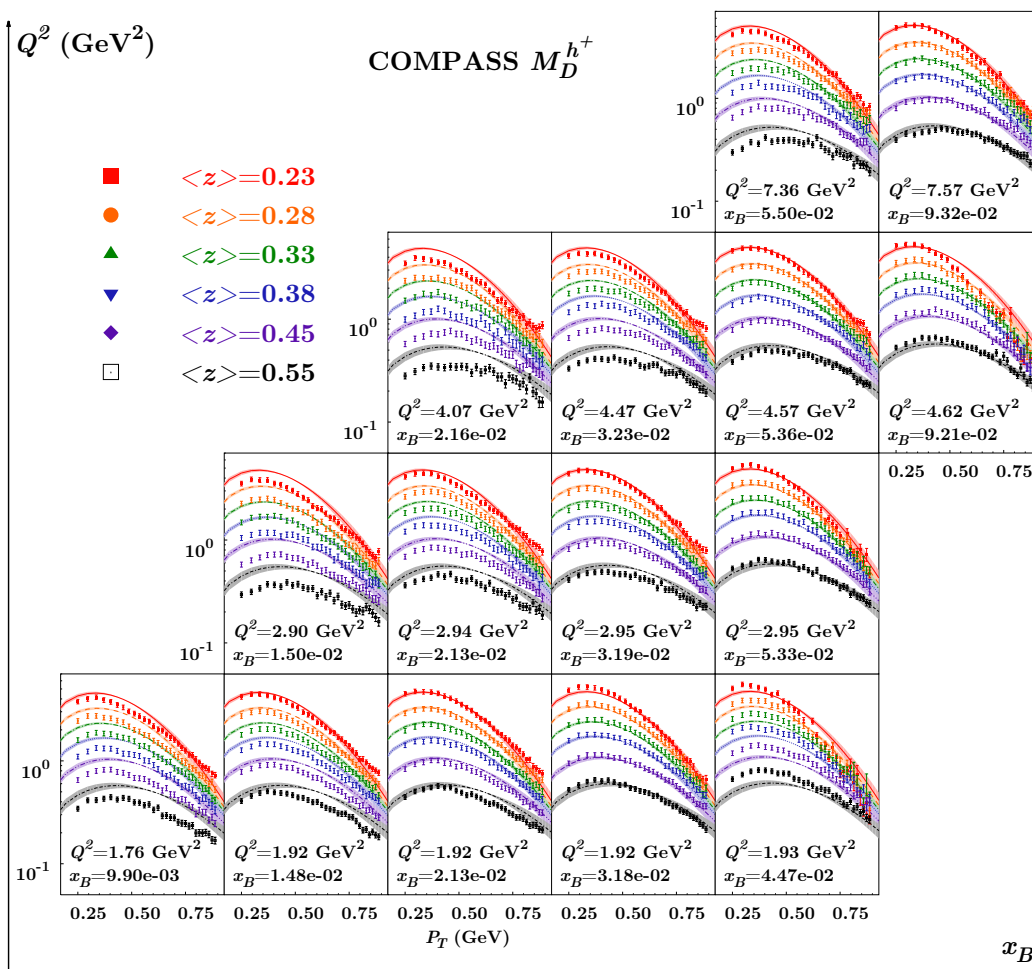 Q² (GeV²)
COMPASS M_D^{h⁺}
<z>=0.23
<z>=0.28
<z>=0.33
<z>=0.38
<z>=0.45
<z>=0.55
10⁰
10⁻¹
Q²=7.36 GeV²
x_B=5.50e-02
Q²=7.57 GeV²
x_B=9.32e-02
10⁰
10⁻¹
Q²=4.07 GeV²
x_B=2.16e-02
Q²=4.47 GeV²
x_B=3.23e-02
Q²=4.57 GeV²
x_B=5.36e-02
Q²=4.62 GeV²
x_B=9.21e-02
0.25 0.50 0.75
10⁰
10⁻¹
Q²=2.90 GeV²
x_B=1.50e-02
Q²=2.94 GeV²
x_B=2.13e-02
Q²=2.95 GeV²
x_B=3.19e-02
Q²=2.95 GeV²
x_B=5.33e-02
10⁰
10⁻¹
Q²=1.76 GeV²
x_B=9.90e-03
Q²=1.92 GeV²
x_B=1.48e-02
Q²=1.92 GeV²
x_B=2.13e-02
Q²=1.92 GeV²
x_B=3.18e-02
Q²=1.93 GeV²
x_B=4.47e-02
0.25 0.50 0.75 0.25 0.50 0.75 0.25 0.50 0.75 0.25 0.50 0.75 0.25 0.50 0.75
P_T (GeV)
x_B